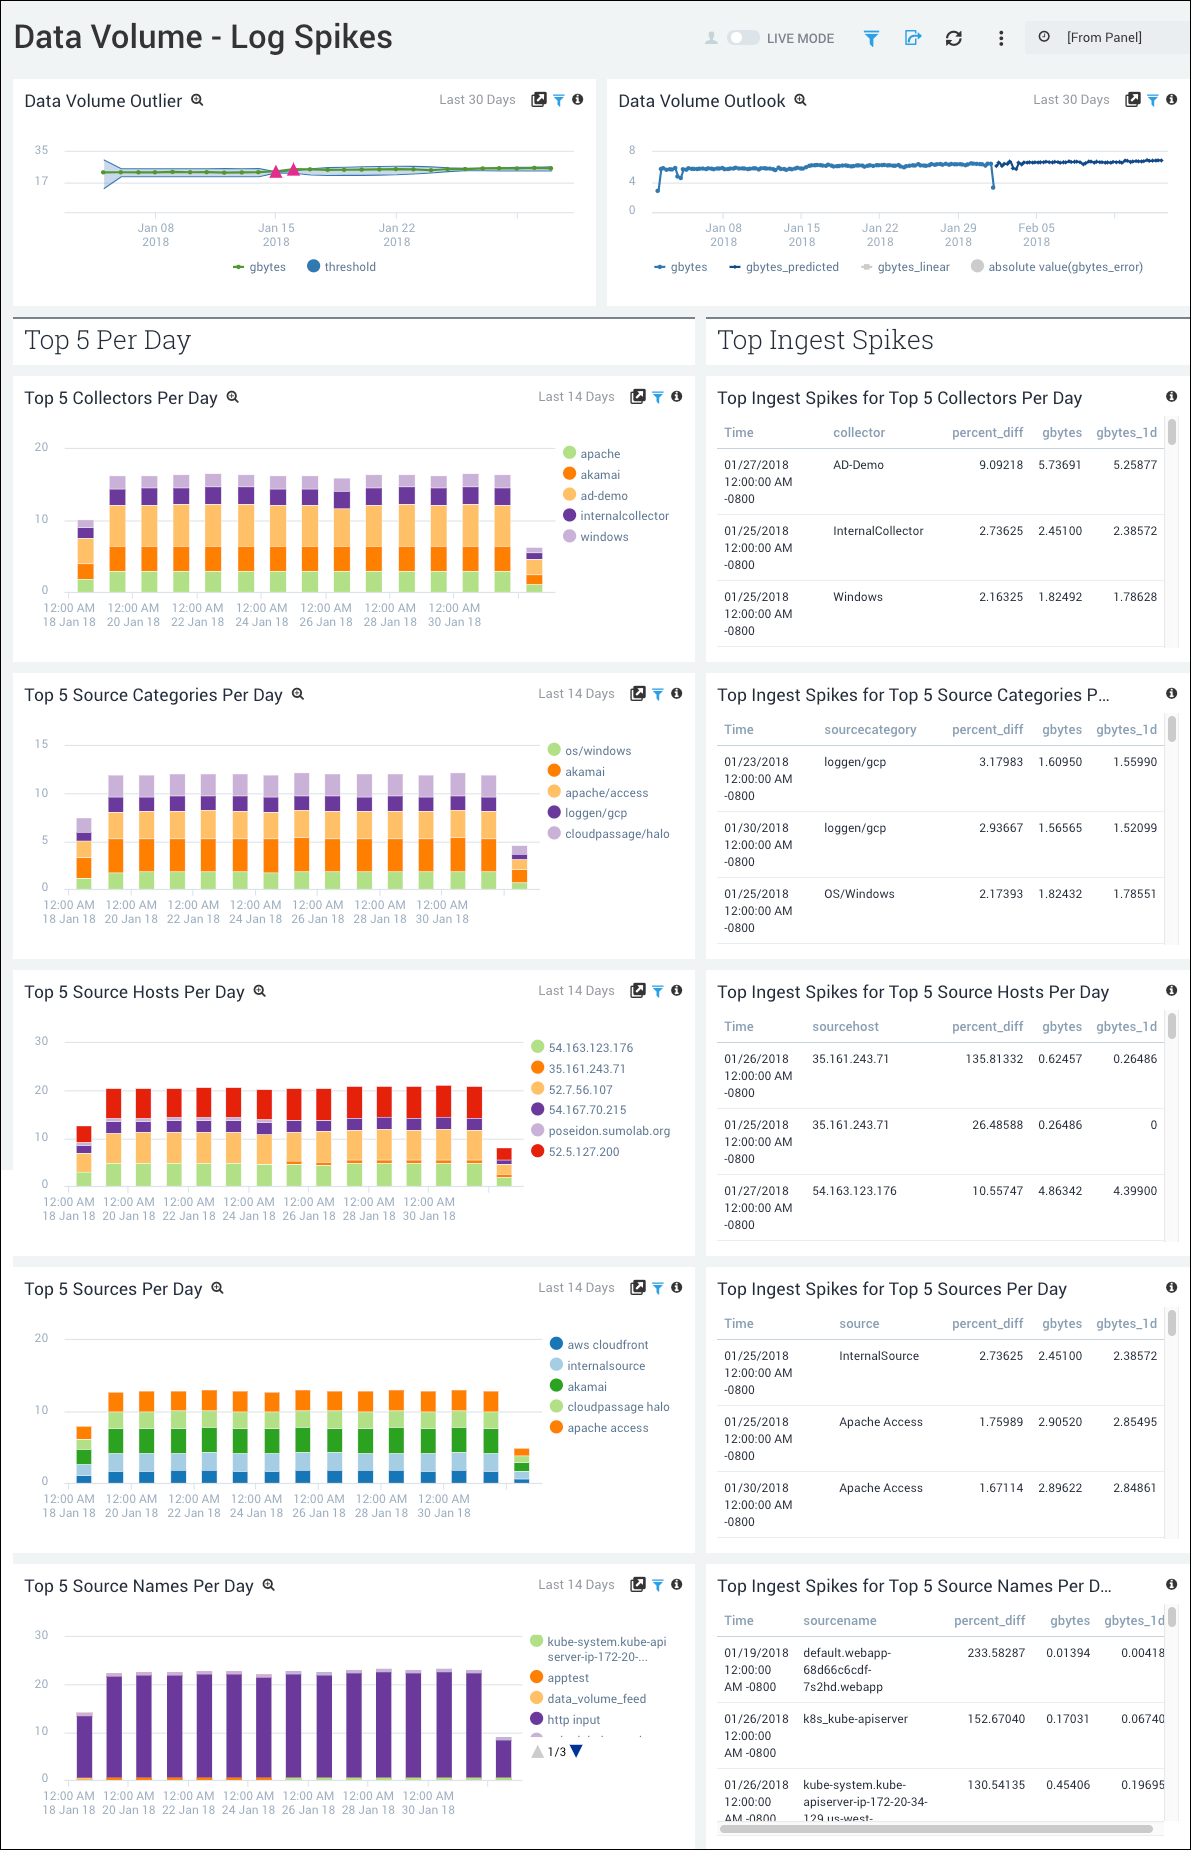 Data Volume - Log Spikes
LIVE MODE
[From Panel]
Data Volume Outlier
Last 30 Days
35
17
Jan 08
2018
Jan 15
2018
Jan 22
2018
gbytes
threshold
Data Volume Outlook
Last 30 Days
8
4
0
Jan 08
2018
Jan 15
2018
Jan 22
2018
Jan 29
2018
Feb 05
2018
gbytes
gbytes_predicted
gbytes_linear
absolute value(gbytes_error)
Top 5 Per Day
Top Ingest Spikes
Top 5 Collectors Per Day
Last 14 Days
20
10
0
12:00 AM 12:00 AM 12:00 AM 12:00 AM 12:00 AM 12:00 AM 12:00 AM
18 Jan 18 20 Jan 18 22 Jan 18 24 Jan 18 26 Jan 18 28 Jan 18 30 Jan 18
apache
akamai
ad-demo
internalcollector
windows
Top Ingest Spikes for Top 5 Collectors Per Day
Time collector percent_diff gbytes gbytes_1d
01/27/2018 AD-Demo 9.09218 5.73691 5.25877
12:00:00 AM
-0800
01/25/2018 InternalCollector 2.73625 2.45100 2.38572
12:00:00 AM
-0800
01/25/2018 Windows 2.16325 1.82492 1.78628
12:00:00 AM
-0800
Top 5 Source Categories Per Day
Last 14 Days
15
10
5
0
12:00 AM 12:00 AM 12:00 AM 12:00 AM 12:00 AM 12:00 AM 12:00 AM
18 Jan 18 20 Jan 18 22 Jan 18 24 Jan 18 26 Jan 18 28 Jan 18 30 Jan 18
os/windows
akamai
apache/access
loggen/gcp
cloudpassage/halo
Top Ingest Spikes for Top 5 Source Categories P...
Time sourcecategory percent_diff gbytes gbytes_1d
01/23/2018 loggen/gcp 3.17983 1.60950 1.55990
12:00:00 AM
-0800
01/30/2018 loggen/gcp 2.93667 1.56565 1.52099
12:00:00 AM
-0800
01/25/2018 OS/Windows 2.17393 1.82432 1.78551
12:00:00 AM
-0800
Top 5 Source Hosts Per Day
Last 14 Days
30
20
10
0
12:00 AM 12:00 AM 12:00 AM 12:00 AM 12:00 AM 12:00 AM 12:00 AM
18 Jan 18 20 Jan 18 22 Jan 18 24 Jan 18 26 Jan 18 28 Jan 18 30 Jan 18
54.163.123.176
35.161.243.71
52.7.56.107
54.167.70.215
poseidon.sumolab.org
52.5.127.200
Top Ingest Spikes for Top 5 Source Hosts Per Day
Time sourcehost percent_diff gbytes gbytes_1d
01/26/2018 35.161.243.71 135.81332 0.62457 0.26486
12:00:00 AM
-0800
01/25/2018 35.161.243.71 26.48588 0.26486 0
12:00:00 AM
-0800
01/27/2018 54.163.123.176 10.55747 4.86342 4.39900
12:00:00 AM
-0800
Top 5 Sources Per Day
Last 14 Days
20
10
0
12:00 AM 12:00 AM 12:00 AM 12:00 AM 12:00 AM 12:00 AM 12:00 AM
18 Jan 18 20 Jan 18 22 Jan 18 24 Jan 18 26 Jan 18 28 Jan 18 30 Jan 18
aws cloudfront
internalsource
akamai
cloudpassage halo
apache access
Top Ingest Spikes for Top 5 Sources Per Day
Time source percent_diff gbytes gbytes_1d
01/25/2018 InternalSource 2.73625 2.45100 2.38572
12:00:00 AM
-0800
01/25/2018 Apache Access 1.75989 2.90520 2.85495
12:00:00 AM
-0800
01/30/2018 Apache Access 1.67114 2.89622 2.84861
12:00:00 AM
-0800
Top 5 Source Names Per Day
Last 14 Days
30
20
10
0
12:00 AM 12:00 AM 12:00 AM 12:00 AM 12:00 AM 12:00 AM 12:00 AM
18 Jan 18 20 Jan 18 22 Jan 18 24 Jan 18 26 Jan 18 28 Jan 18 30 Jan 18
kube-system.kube-api
server-ip-172-20-...
apptest
data_volume_feed
http input
1/3
Top Ingest Spikes for Top 5 Source Names Per D...
Time sourcename percent_diff gbytes gbytes_1d
01/19/2018 default.webapp- 233.58287 0.01394 0.00418
12:00:00 68d66c6cdf-
AM -0800 7s2hd.webapp
01/26/2018 k8s_kube-apiserver 152.67040 0.17031 0.06740
12:00:00
AM -0800
01/26/2018 kube-system.kube- 130.54135 0.45406 0.19695
12:00:00 apiserver-ip-172-20-34-
AM -0800 129.us-west-